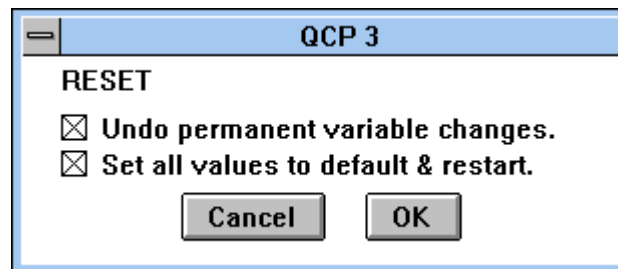 QCP 3
RESET
Undo permanent variable changes.
Set all values to default & restart.
Cancel OK